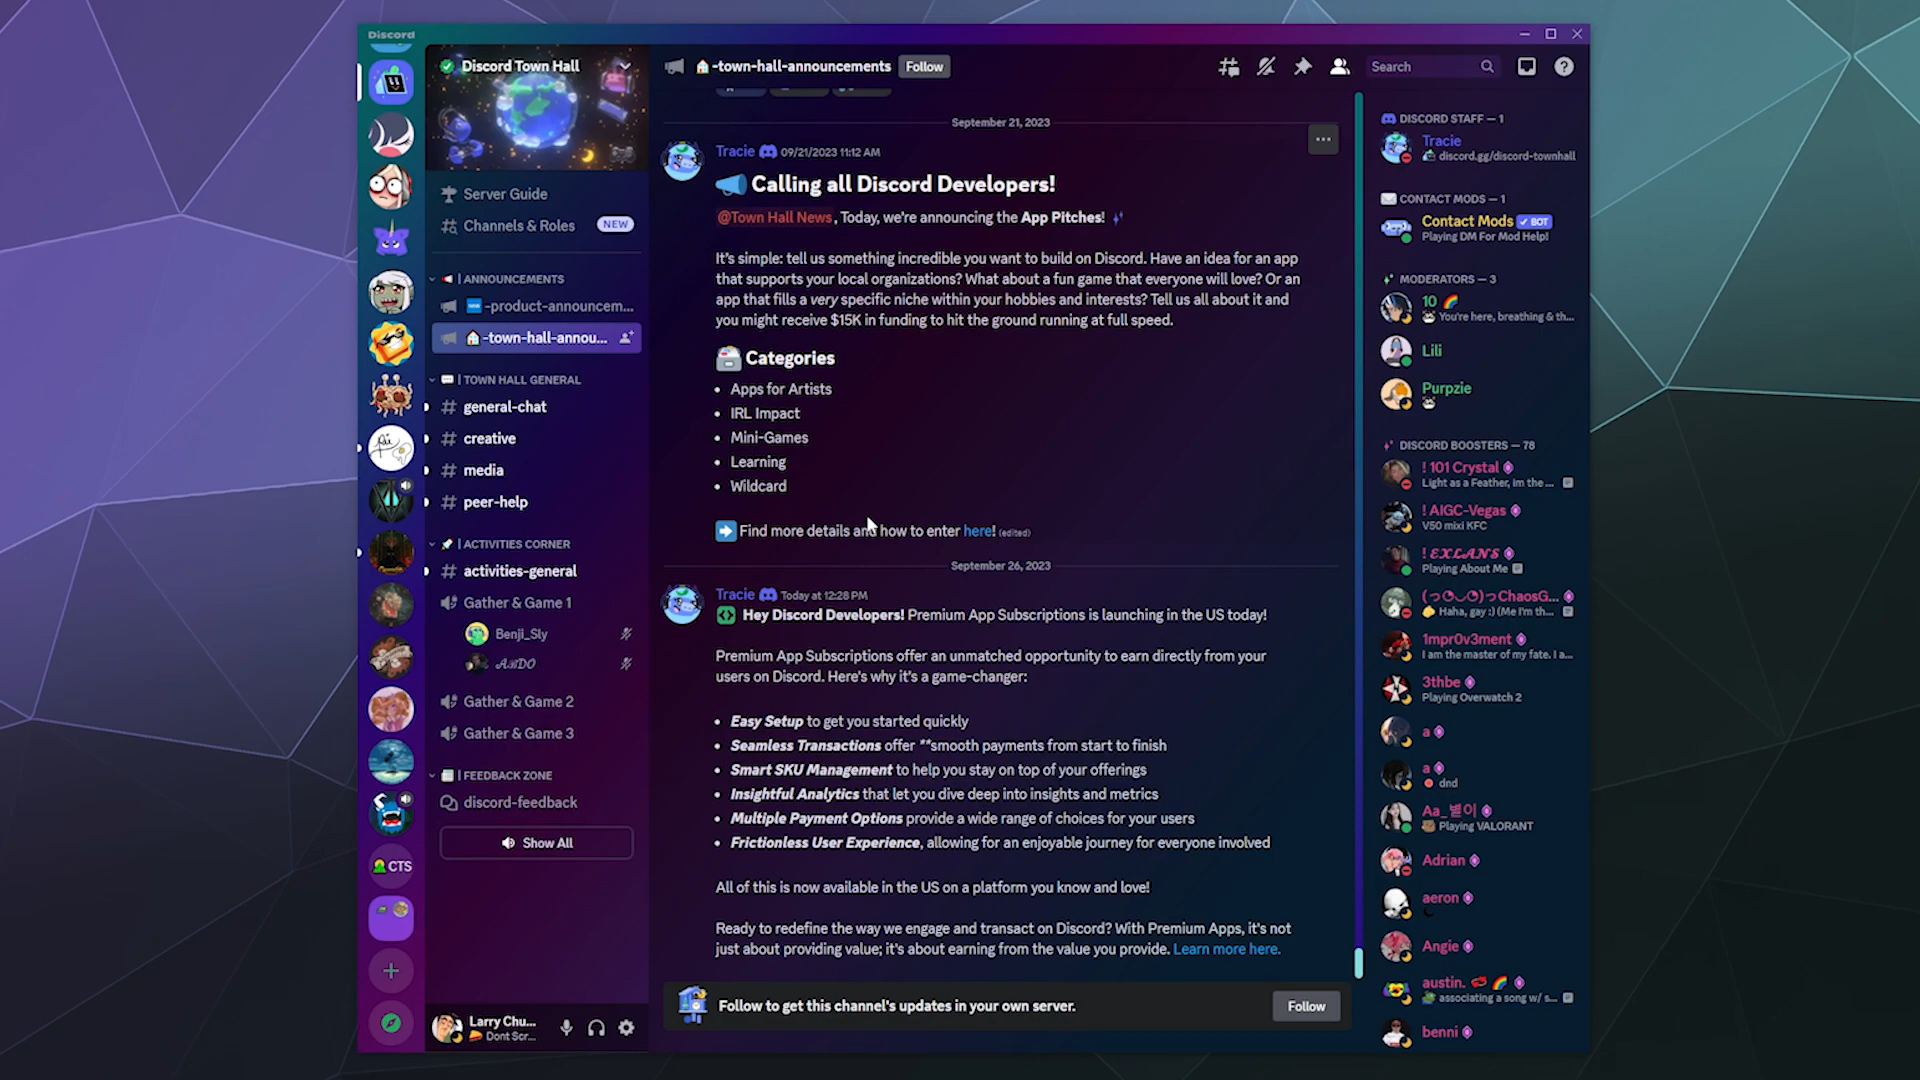 Discord
Discord Town Hall
Server Guide
Channels & Roles
NEW
| ANNOUNCEMENTS
-product-announcem...
-town-hall-annou...
| TOWN HALL GENERAL
general-chat
creative
media
peer-help
| ACTIVITIES CORNER
activities-general
Gather & Game 1
Benji_Sly
𝒜ℬ𝒟𝒪
Gather & Game 2
Gather & Game 3
| FEEDBACK ZONE
discord-feedback
Show All
CTS
Larry Chu...
Dont Scr...
-town-hall-announcements
Follow
Search
September 21, 2023
Tracie 09/21/2023 11:12 AM
Calling all Discord Developers!
@Town Hall News , Today, we're announcing the App Pitches!
It's simple: tell us something incredible you want to build on Discord. Have an idea for an app
that supports your local organizations? What about a fun game that everyone will love? Or an
app that fills a very specific niche within your hobbies and interests? Tell us all about it and
you might receive $15K in funding to hit the ground running at full speed.
Categories
• Apps for Artists
• IRL Impact
• Mini-Games
• Learning
• Wildcard
Find more details and how to enter here! (edited)
September 26, 2023
Tracie Today at 12:28 PM
Hey Discord Developers! Premium App Subscriptions is launching in the US today!
Premium App Subscriptions offer an unmatched opportunity to earn directly from your
users on Discord. Here's why it's a game-changer:
• Easy Setup to get you started quickly
• Seamless Transactions offer **smooth payments from start to finish
• Smart SKU Management to help you stay on top of your offerings
• Insightful Analytics that let you dive deep into insights and metrics
• Multiple Payment Options provide a wide range of choices for your users
• Frictionless User Experience, allowing for an enjoyable journey for everyone involved
All of this is now available in the US on a platform you know and love!
Ready to redefine the way we engage and transact on Discord? With Premium Apps, it's not
just about providing value; it's about earning from the value you provide. Learn more here.
Follow to get this channel's updates in your own server.
Follow
DISCORD STAFF — 1
Tracie
discord.gg/discord-townhall
CONTACT MODS — 1
Contact Mods ✓ BOT
Playing DM For Mod Help!
MODERATORS — 3
10
You're here, breathing & th...
Lili
Purpzie
DISCORD BOOSTERS — 78
! 101 Crystal
Light as a Feather, im the ...
! AIGC-Vegas
V50 mixi KFC
! 𝓔𝓧𝓛𝓐𝓝𝓢
Playing About Me
(っ◔◡◔)っChaosG...
Haha, gay :) (Me I'm th...
1mpr0v3ment
I am the master of my fate. I a...
3thbe
Playing Overwatch 2
a
a
dnd
Aa_별이
Playing VALORANT
Adrian
aeron
Angie
austin.
associating a song w/ s...
benni